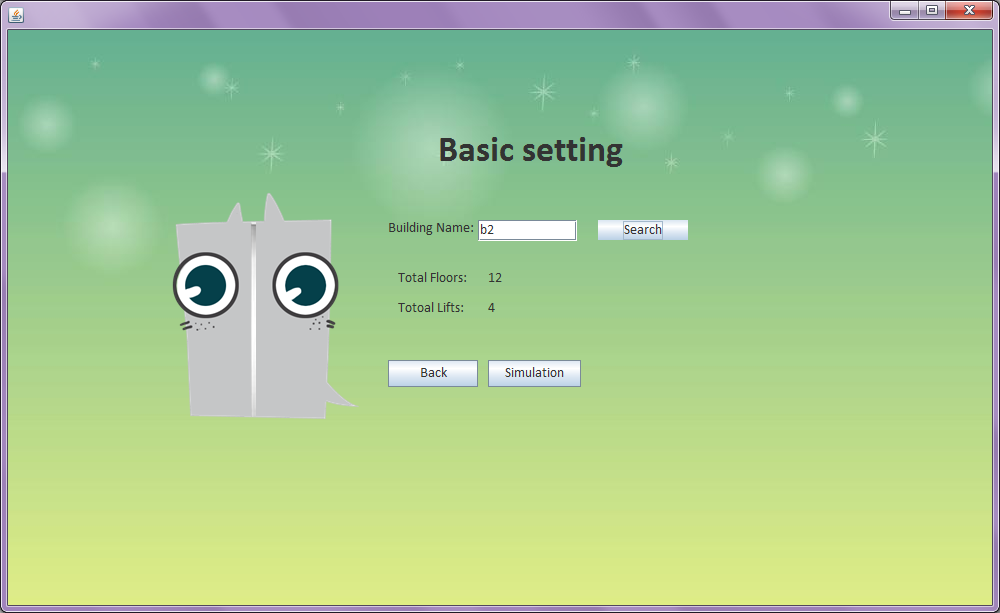 Basic setting
Building Name: b2 Search
Total Floors: 12
Totoal Lifts: 4
Back Simulation